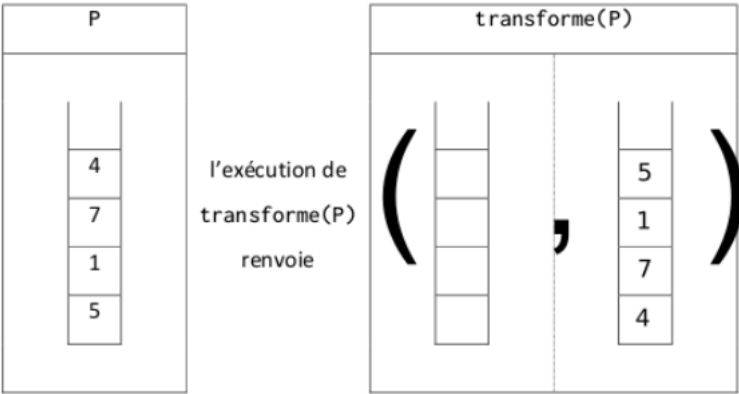 P
transforme(P)
4
7
1
5
l'exécution de
transforme(P)
renvoie
(
,
5
1
7
4
)